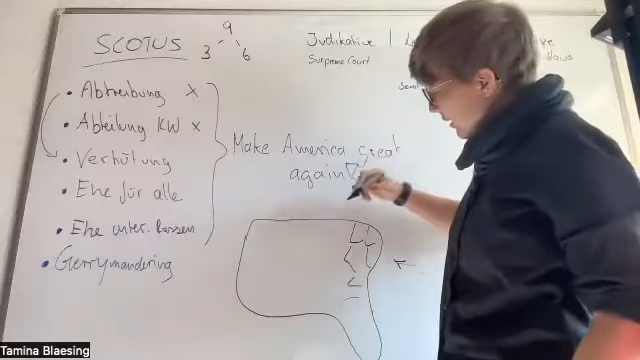 SCOTUS
9
3 6
Judikative |
Surpreme Court
• Abtreibung X
• Abteilung KW X
• Verhütung
• Ehe für alle
• Ehe unter. Rassen
• Gerrymandering
Make America great
again
Tamina Blaesing